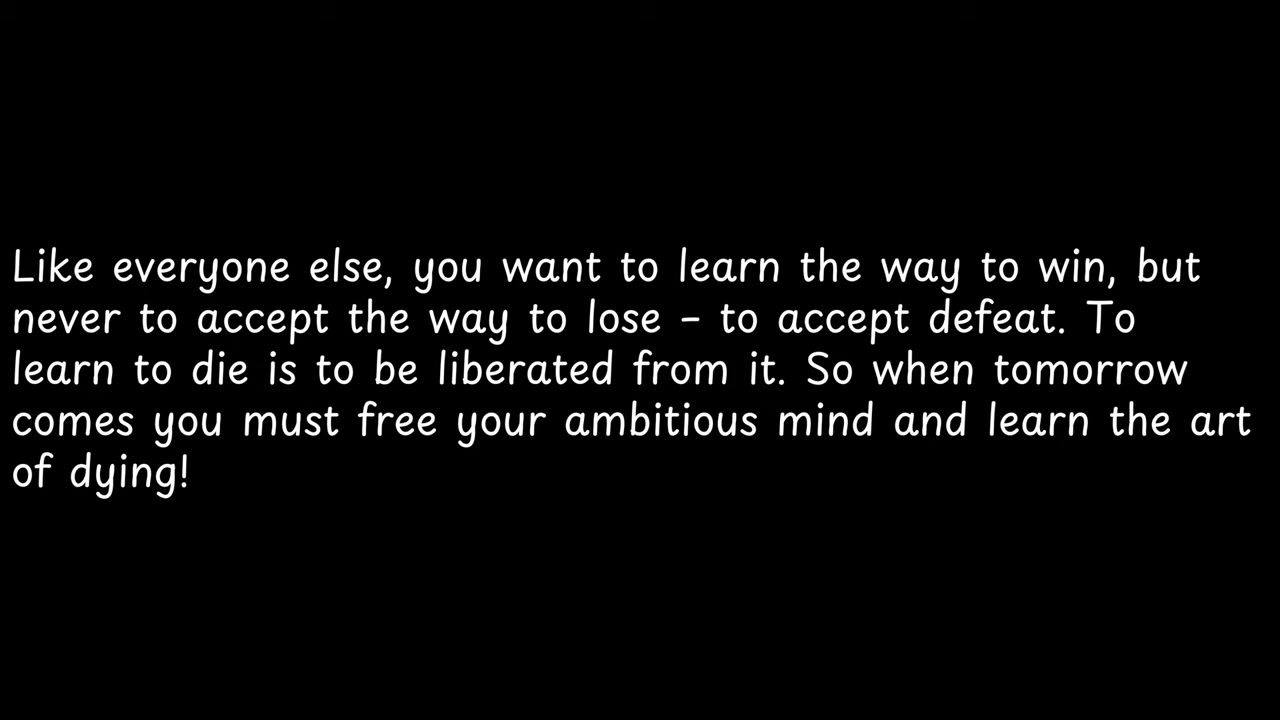 Like everyone else, you want to learn the way to win, but
never to accept the way to lose - to accept defeat. To
learn to die is to be liberated from it. So when tomorrow
comes you must free your ambitious mind and learn the art
of dying!